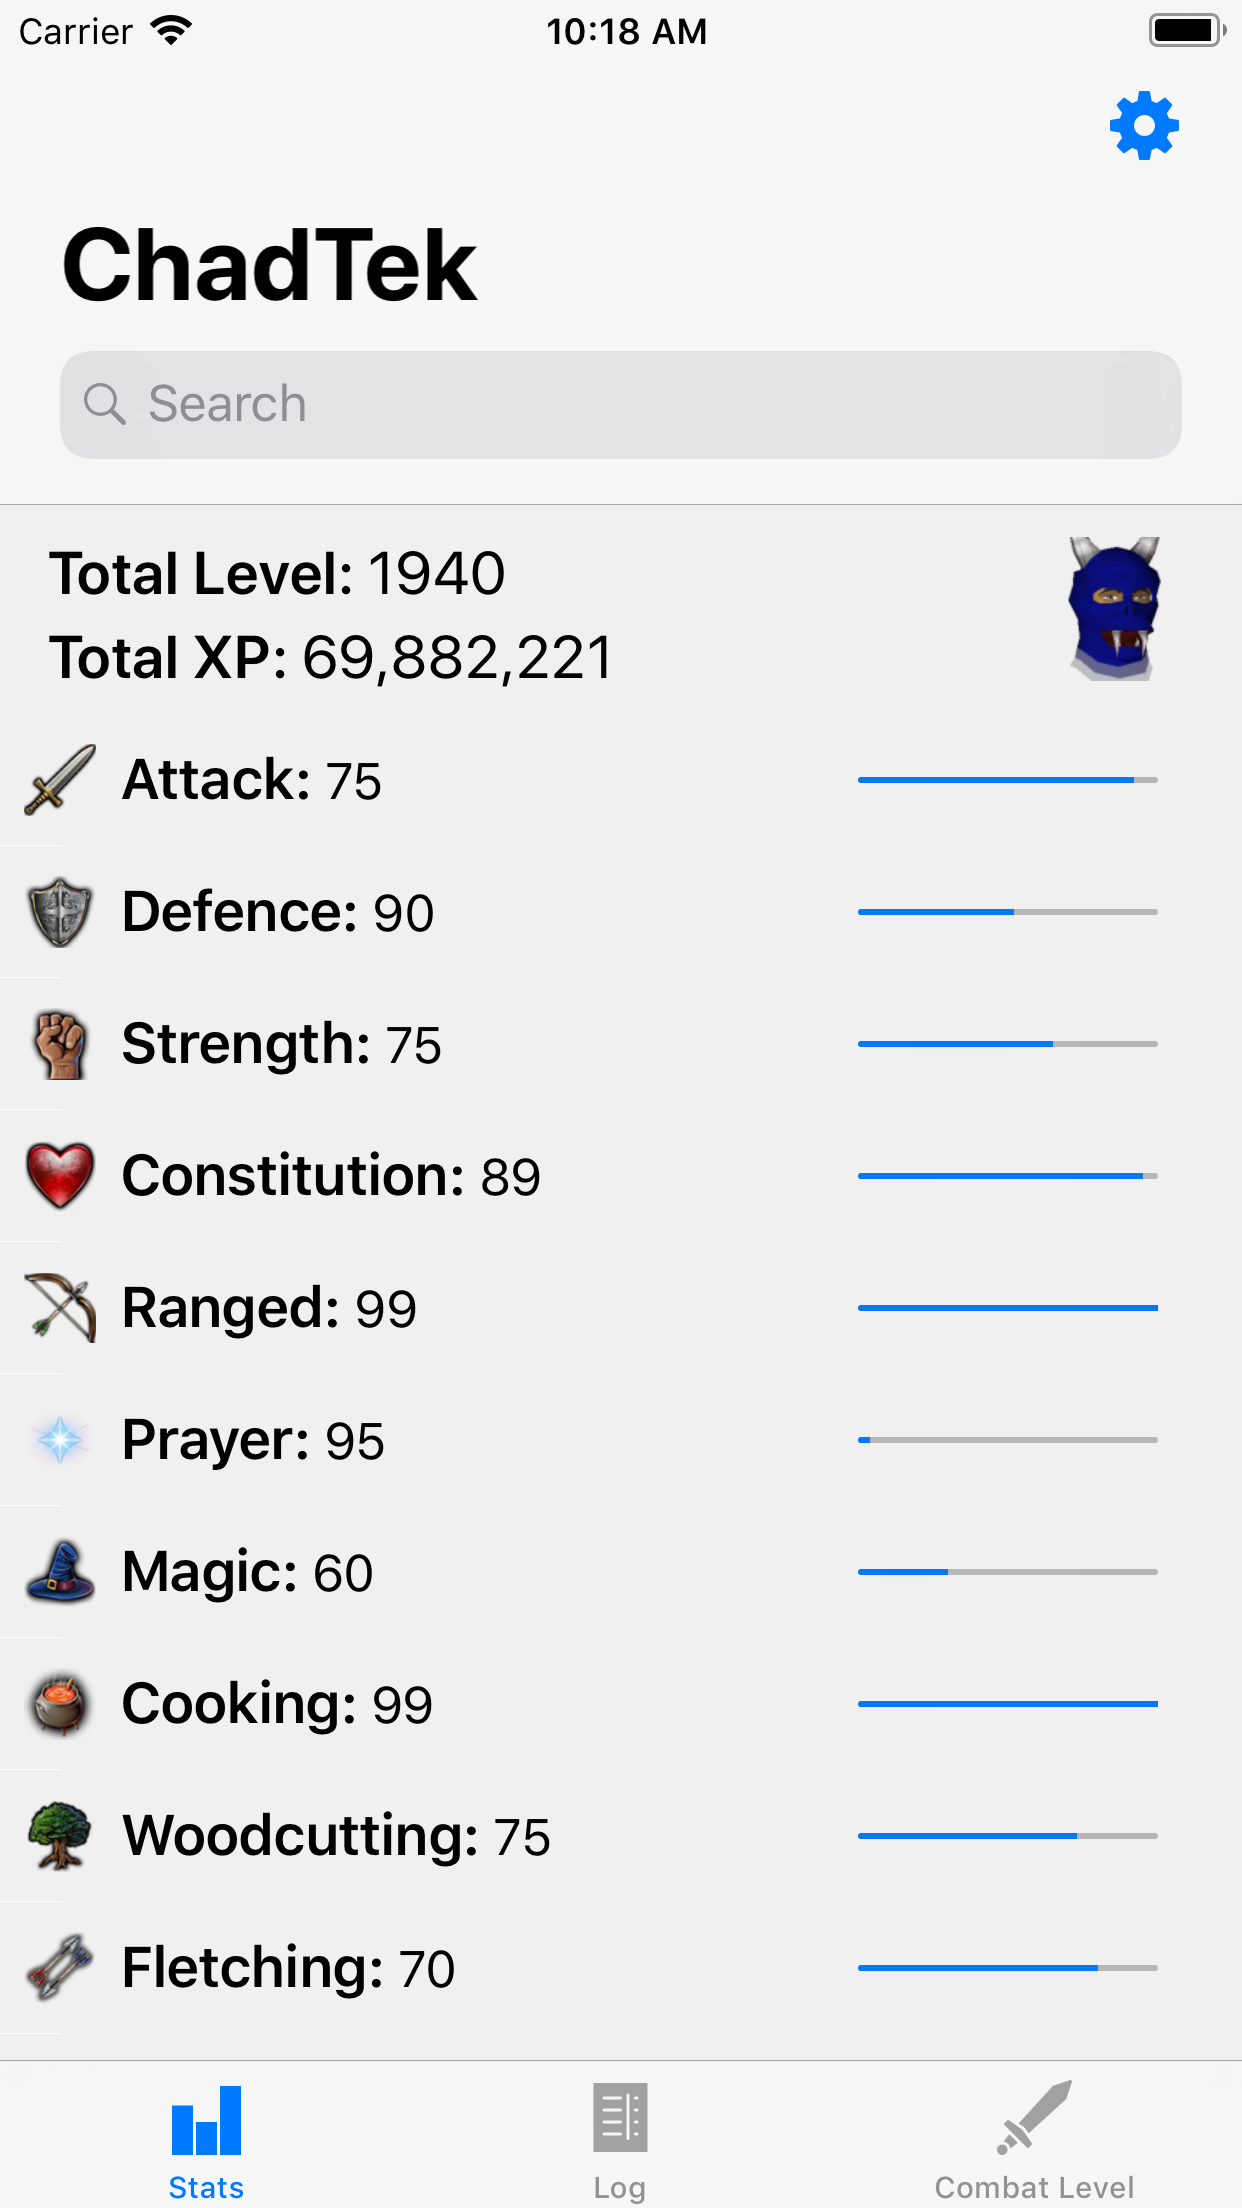 Carrier 10:18 AM
ChadTek
Search
Total Level: 1940
Total XP: 69,882,221
Attack: 75
Defence: 90
Strength: 75
Constitution: 89
Ranged: 99
Prayer: 95
Magic: 60
Cooking: 99
Woodcutting: 75
Fletching: 70
Stats Log Combat Level